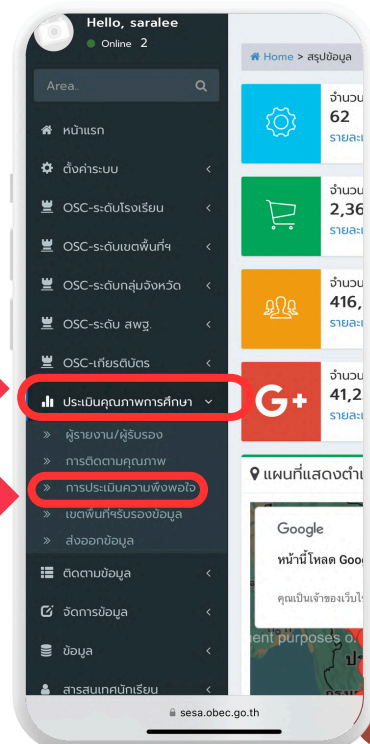 Hello, saralee
Online 2
Area..
หน้าแรก
ตั้งค่าระบบ
OSC-ระดับโรงเรียน
OSC-ระดับเขตพื้นที่ฯ
OSC-ระดับกลุ่มจังหวัด
OSC-ระดับ สพฐ.
OSC-เกียรติบัตร
ประเมินคุณภาพการศึกษา
» ผู้รายงาน/ผู้รับรอง
» การติดตามคุณภาพ
» การประเมินความพึงพอใจ
» เขตพื้นที่ฯรับรองข้อมูล
» ส่งออกข้อมูล
ติดตามข้อมูล
จัดการข้อมูล
ข้อมูล
สารสนเทศนักเรียน
Home > สรุปข้อมูล
จำนวน
62
รายละเ
จำนวน
2,36
รายละเ
จำนวน
416,
รายละเ
G+
จำนวน
41,2
รายละเ
แผนที่แสดงตำแ
Google
หน้านี้โหลด Goo
คุณเป็นเจ้าของเว็บไ
ent purposes o
sesa.obec.go.th